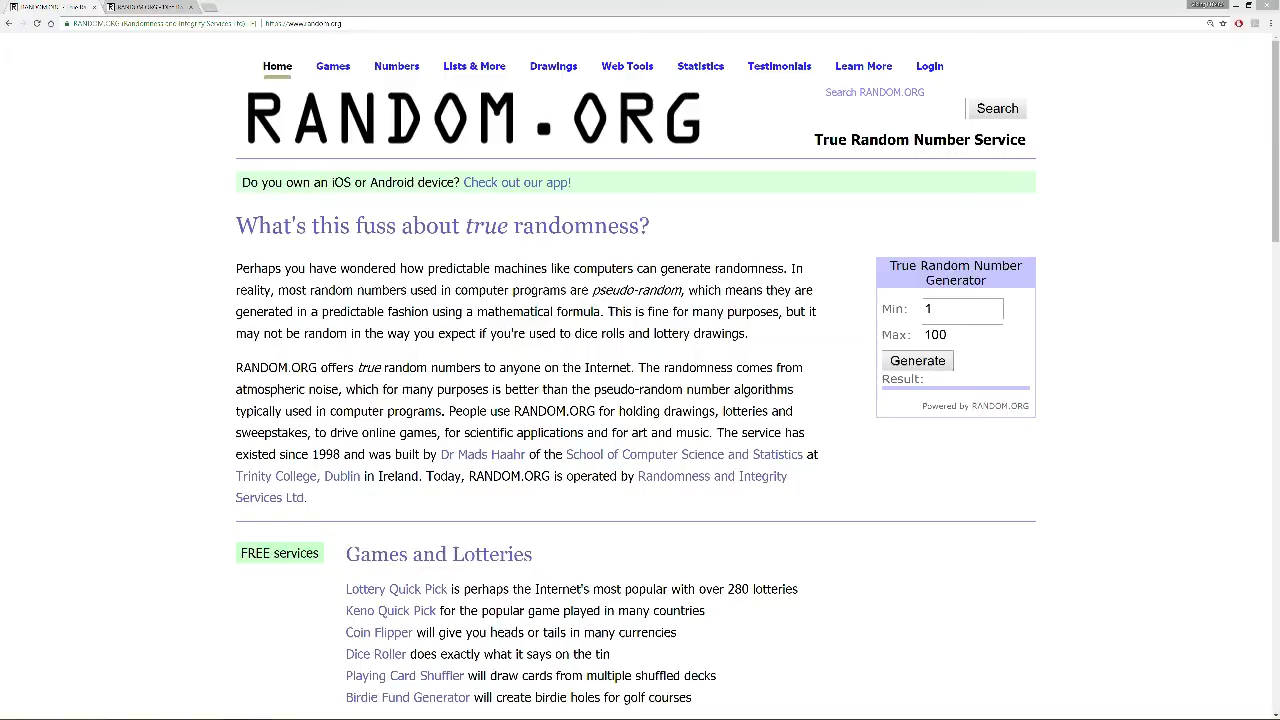 https://www.random.org
Home Games Numbers Lists & More Drawings Web Tools Statistics Testimonials Learn More Login
Search RANDOM.ORG
Search
RANDOM.ORG
True Random Number Service
Do you own an iOS or Android device? Check out our app!
What's this fuss about true randomness?
Perhaps you have wondered how predictable machines like computers can generate randomness. In
reality, most random numbers used in computer programs are pseudo-random, which means they are
generated in a predictable fashion using a mathematical formula. This is fine for many purposes, but it
may not be random in the way you expect if you're used to dice rolls and lottery drawings.
RANDOM.ORG offers true random numbers to anyone on the Internet. The randomness comes from
atmospheric noise, which for many purposes is better than the pseudo-random number algorithms
typically used in computer programs. People use RANDOM.ORG for holding drawings, lotteries and
sweepstakes, to drive online games, for scientific applications and for art and music. The service has
existed since 1998 and was built by Dr Mads Haahr of the School of Computer Science and Statistics at
Trinity College, Dublin in Ireland. Today, RANDOM.ORG is operated by Randomness and Integrity
Services Ltd.
True Random Number
Generator
Min: 1
Max: 100
Generate
Result:
Powered by RANDOM.ORG
FREE services
Games and Lotteries
Lottery Quick Pick is perhaps the Internet's most popular with over 280 lotteries
Keno Quick Pick for the popular game played in many countries
Coin Flipper will give you heads or tails in many currencies
Dice Roller does exactly what it says on the tin
Playing Card Shuffler will draw cards from multiple shuffled decks
Birdie Fund Generator will create birdie holes for golf courses